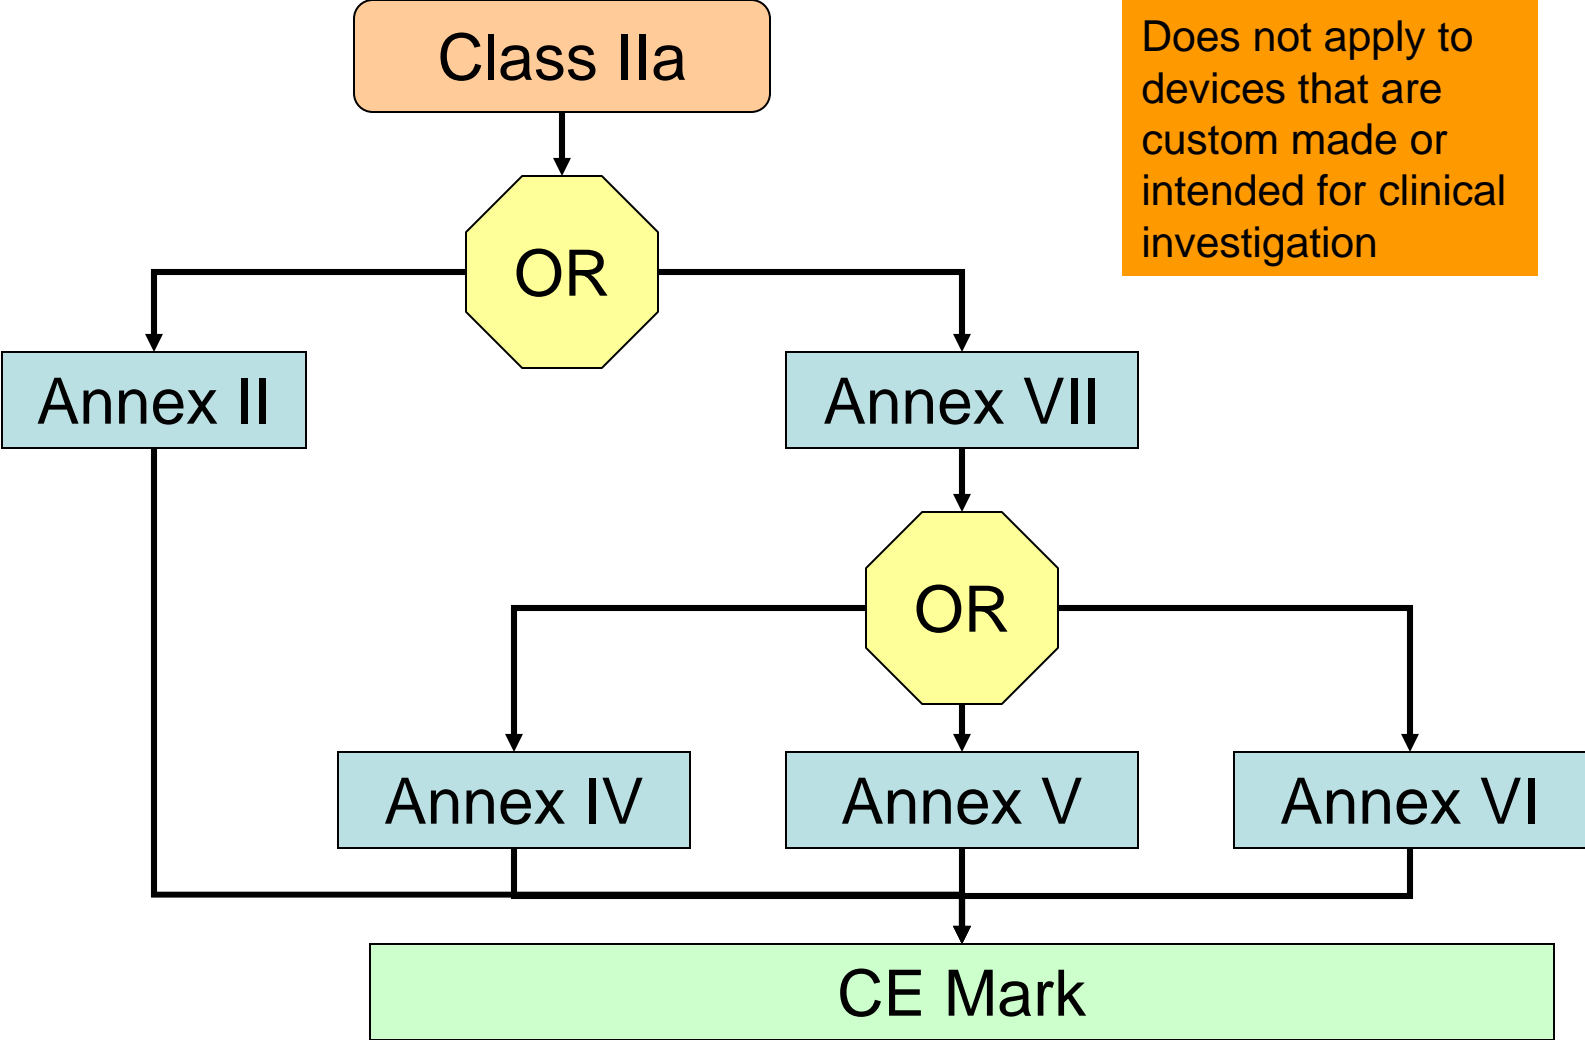 Class IIa
Does not apply to
devices that are
custom made or
intended for clinical
investigation
OR
Annex II
Annex VII
OR
Annex IV
Annex V
Annex VI
CE Mark